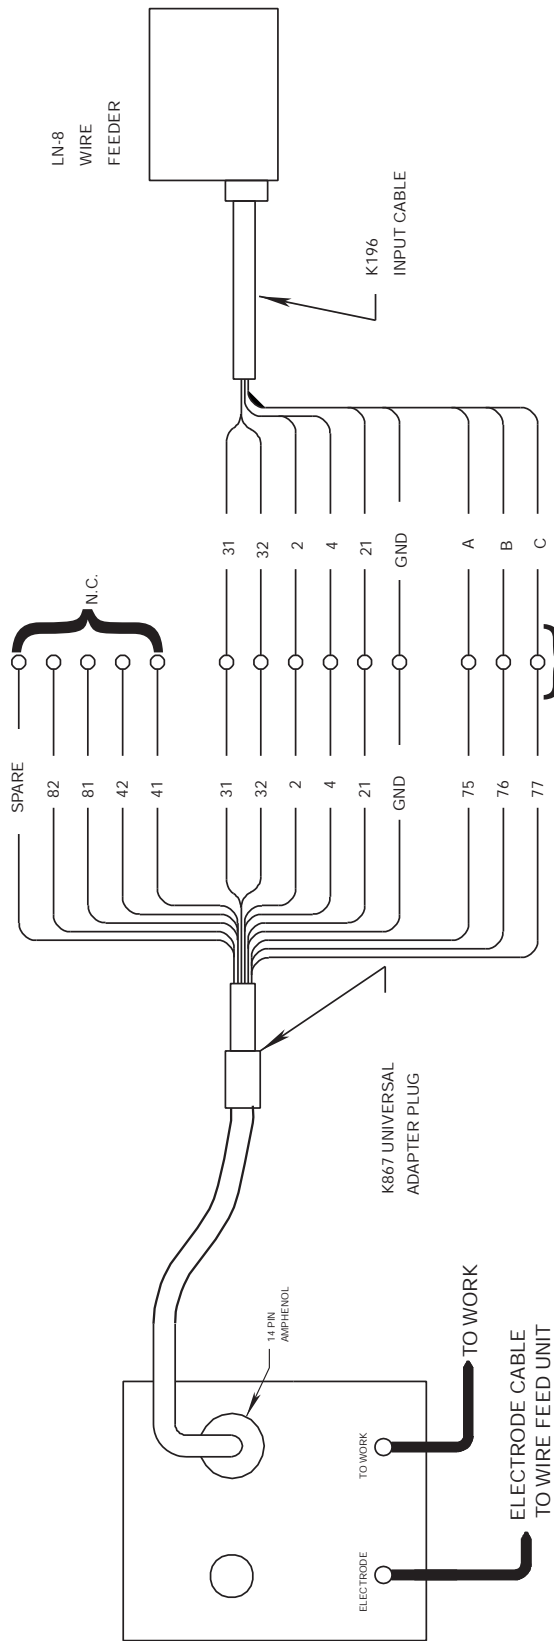 LN-8
WIRE
FEEDER
K196
INPUT CABLE
N.C.
31
32
2
4
21
GND
A
B
C
SPARE
82
81
42
41
31
32
2
4
21
GND
75
76
77
K867 UNIVERSAL
ADAPTER PLUG
14 PIN
AMPHENOL
TO WORK
ELECTRODE
TO WORK
ELECTRODE CABLE
TO WIRE FEED UNIT